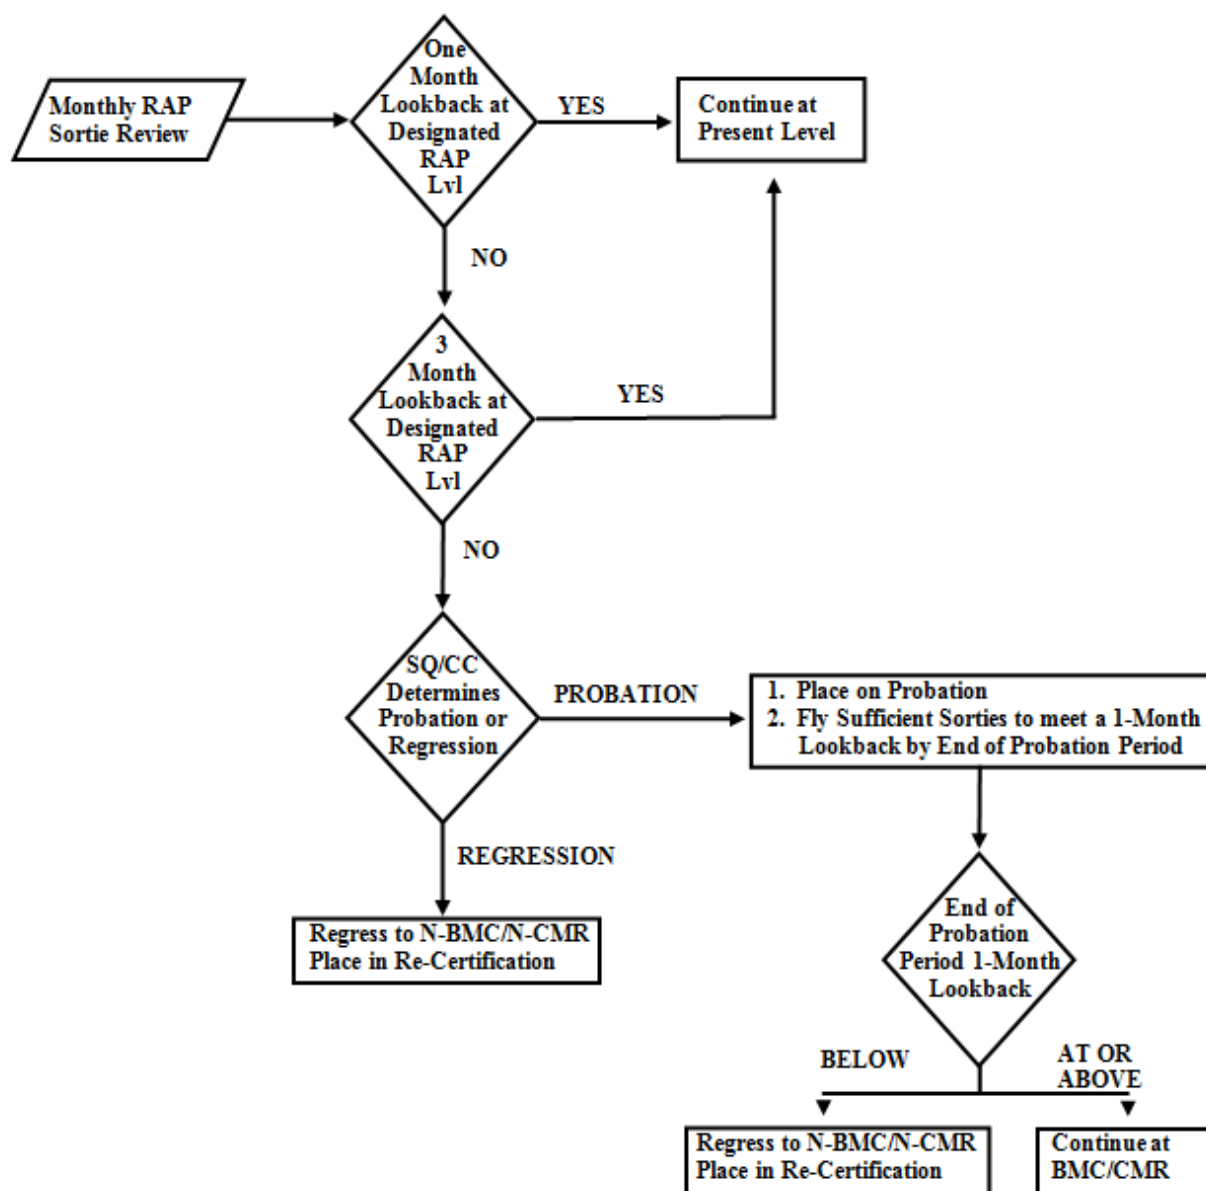 Monthly RAP
Sortie Review
One
Month
Lookback at
Designated
RAP
Lvl
YES
Continue at
Present Level
NO
3
Month
Lookback at
Designated
RAP
Lvl
YES
NO
SQ/CC
Determines
Probation or
Regression
PROBATION
1. Place on Probation
2. Fly Sufficient Sorties to meet a 1-Month
Lookback by End of Probation Period
REGRESSION
Regress to N-BMC/N-CMR
Place in Re-Certification
End of
Probation
Period 1-Month
Lookback
BELOW
AT OR
ABOVE
Regress to N-BMC/N-CMR
Place in Re-Certification
Continue at
BMC/CMR